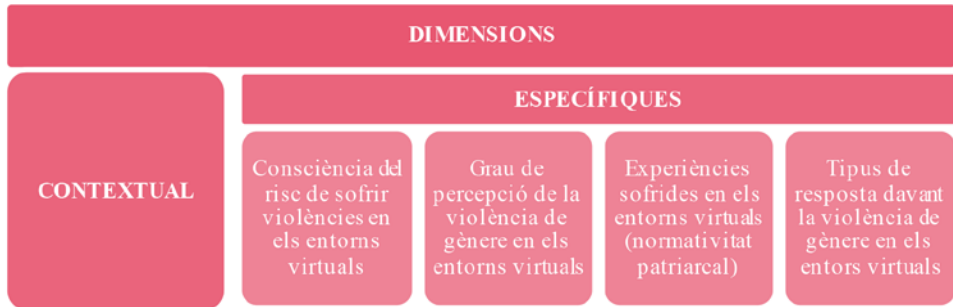 DIMENSIONS
CONTEXTUAL
ESPECÍFIQUES
Consciència del
risc de sofrir
violències en
els entorns
virtuals
Grau de
percepció de la
violència de
gènere en els
entorns virtuals
Experiències
sofrides en els
entorns virtuals
(normativitat
patriarcal)
Tipus de
resposta davant
la violència de
gènere en els
entors virtuals